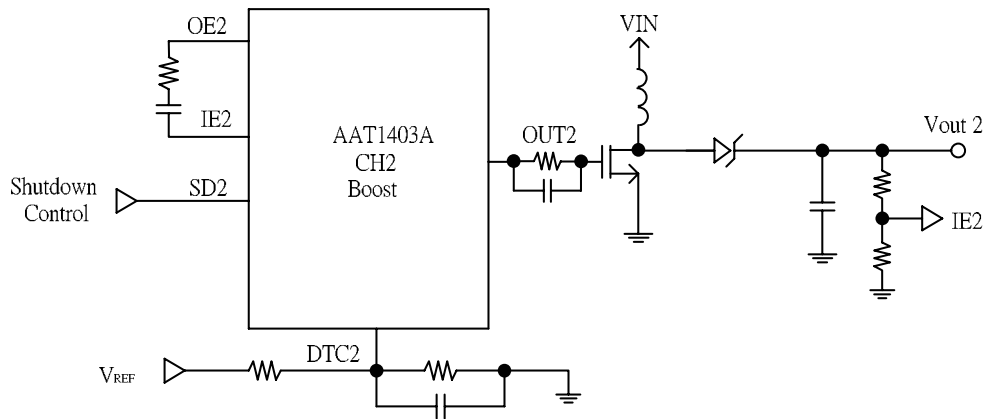 VIN
OE2
IE2
AAT1403A
CH2
Boost
OUT2
Vout 2
Shutdown
Control
SD2
IE2
DTC2
VREF